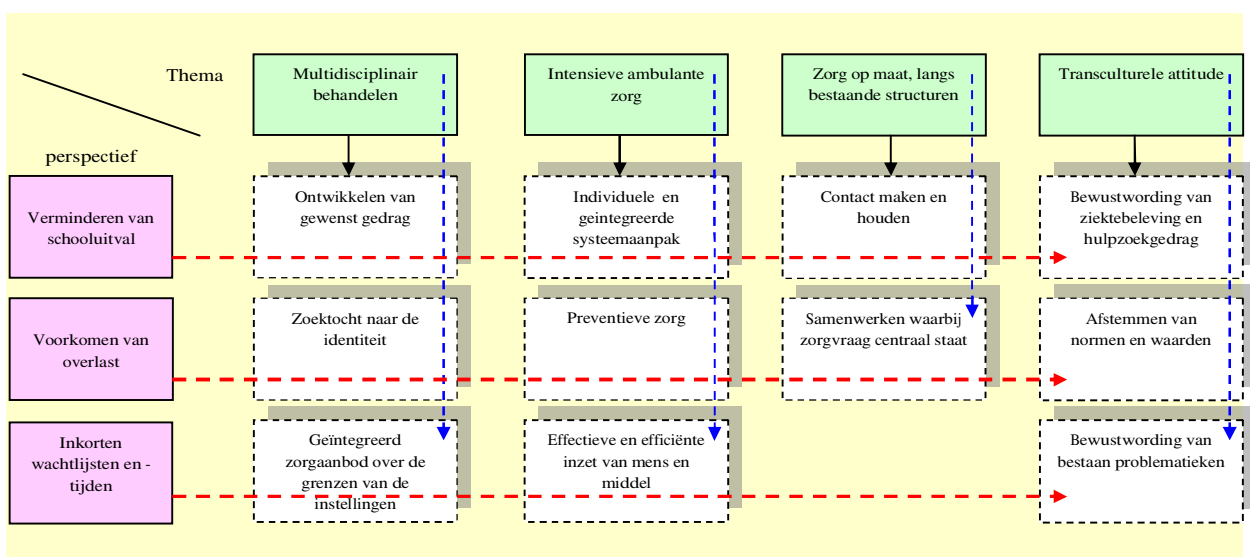 Thema
perspectief
Multidisciplinair
behandelen
Intensieve ambulante
zorg
Zorg op maat, langs
bestaande structuren
Transculturele attitude
Verminderen van
schooluitval
Ontwikkelen van
gewenst gedrag
Individuele en
geintegreerde
systeemaanpak
Contact maken en
houden
Bewustwording van
ziektebeleving en
hulpzoekgedrag
Voorkomen van
overlast
Zoektocht naar de
identiteit
Preventieve zorg
Samenwerken waarbij
zorgvraag centraal staat
Afstemmen van
normen en waarden
Inkorten
wachtlijsten en -
tijden
Geïntegreerd
zorgaanbod over de
grenzen van de
instellingen
Effectieve en efficiënte
inzet van mens en
middel
Bewustwording van
bestaan problematieken